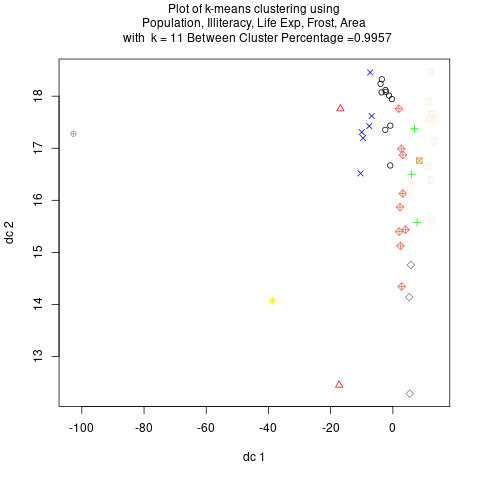 Plot of k-means clustering using
Population, Illiteracy, Life Exp, Frost, Area
with k = 11 Between Cluster Percentage =0.9957
18
17
16
15
14
13
dc 2
-100
-80
-60
-40
-20
0
dc 1